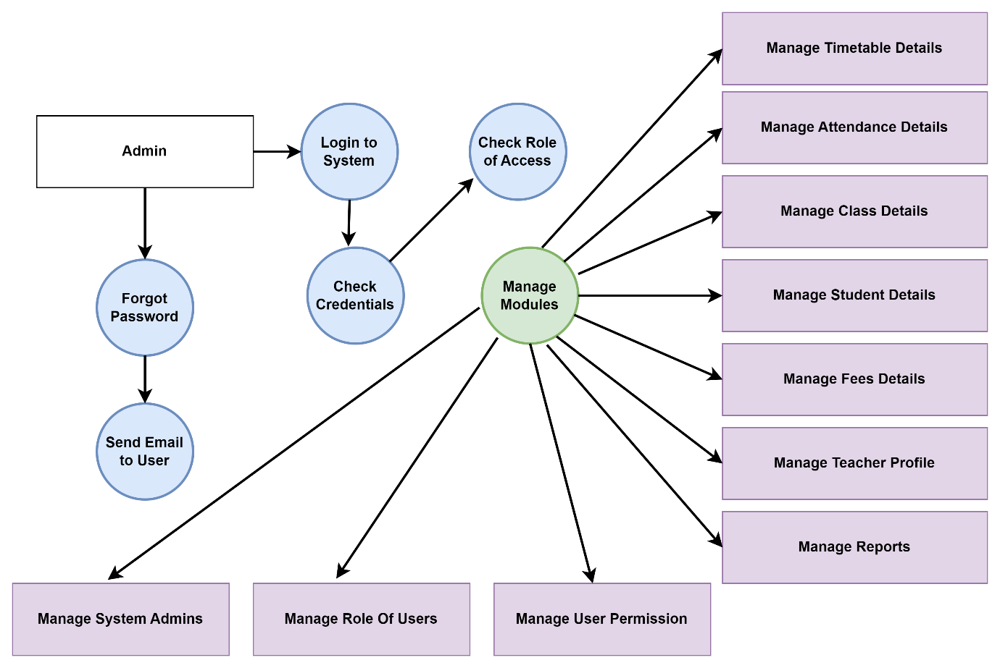 Manage Timetable Details
Manage Attendance Details
Admin
Login to
System
Check Role
of Access
Manage Class Details
Forgot
Password
Check
Credentials
Manage
Modules
Manage Student Details
Manage Fees Details
Send Email
to User
Manage Teacher Profile
Manage Reports
Manage System Admins
Manage Role Of Users
Manage User Permission